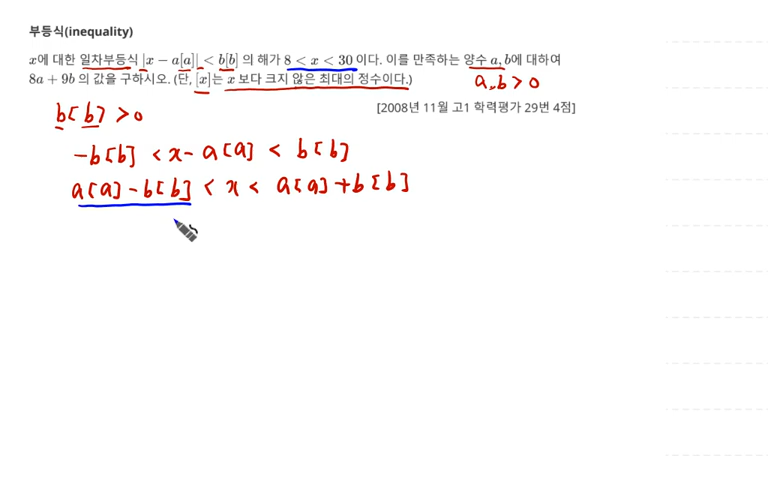 부등식(inequality)
x에 대한 일차부등식 |x − a[a]| < b[b] 의 해가 8 < x < 30 이다. 이를 만족하는 양수 a, b에 대하여
8a + 9b 의 값을 구하시오. (단, [x]는 x 보다 크지 않은 최대의 정수이다.)
a, b > 0
[2008년 11월 고1 학력평가 29번 4점]
b[b] > 0
−b[b] < x − a[a] < b[b]
a[a] − b[b] < x < a[a] + b[b]